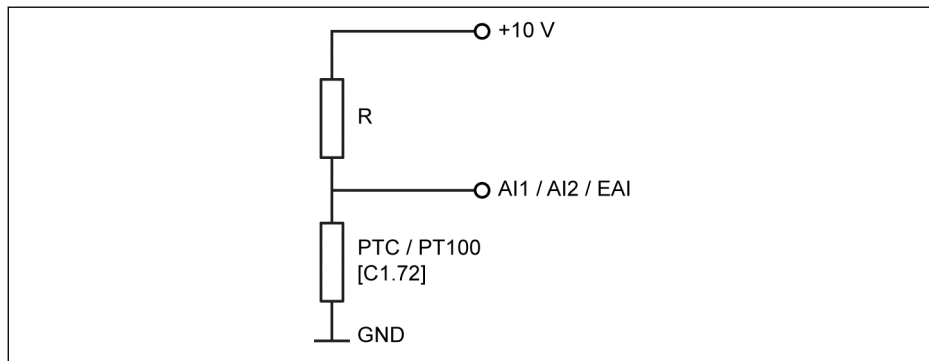 +10 V
R
AI1 / AI2 / EAI
PTC / PT100
[C1.72]
GND